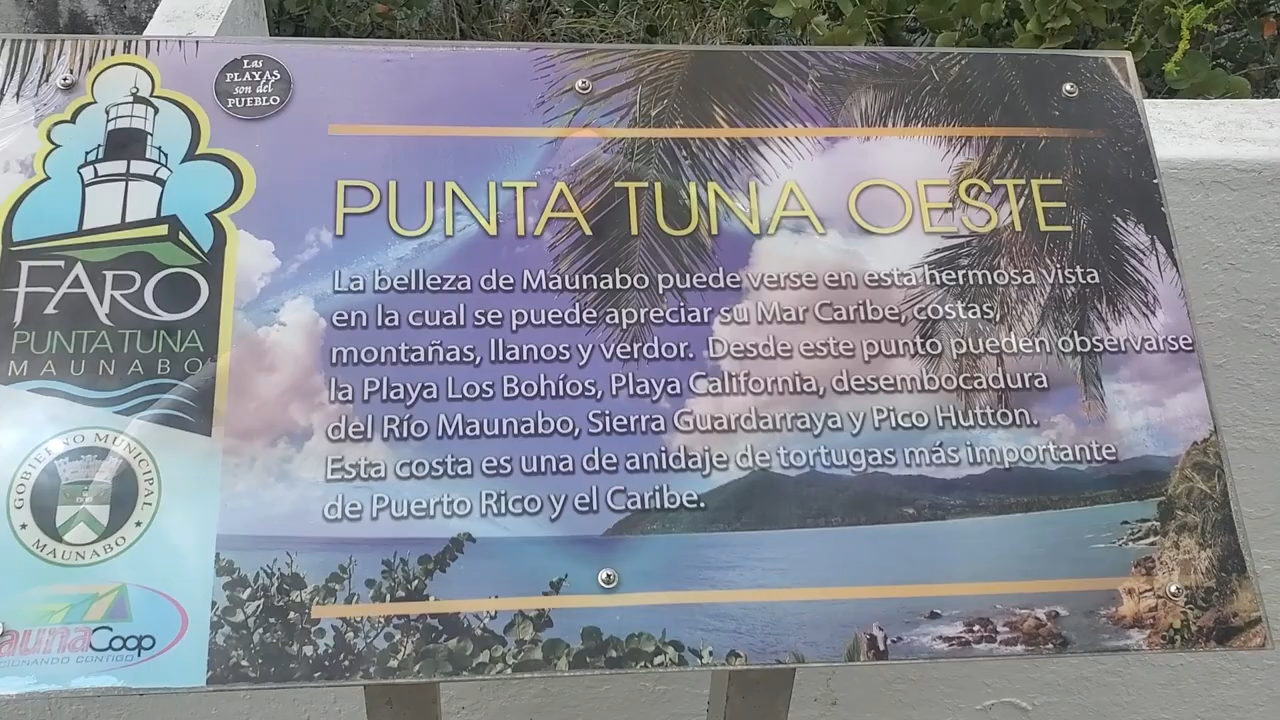 Las
PLAYAS
son del
PUEBLO
FARO
PUNTA TUNA
MAUNABO
GOBIERNO MUNICIPAL
MAUNABO
Coop
CONTIGO
PUNTA TUNA OESTE
La belleza de Maunabo puede verse en esta hermosa vista
en la cual se puede apreciar su Mar Caribe, costas,
montañas, llanos y verdor. Desde este punto pueden observarse
la Playa Los Bohíos, Playa California, desembocadura
del Río Maunabo, Sierra Guardarraya y Pico Hutton.
Esta costa es una de anidaje de tortugas más importante
de Puerto Rico y el Caribe.